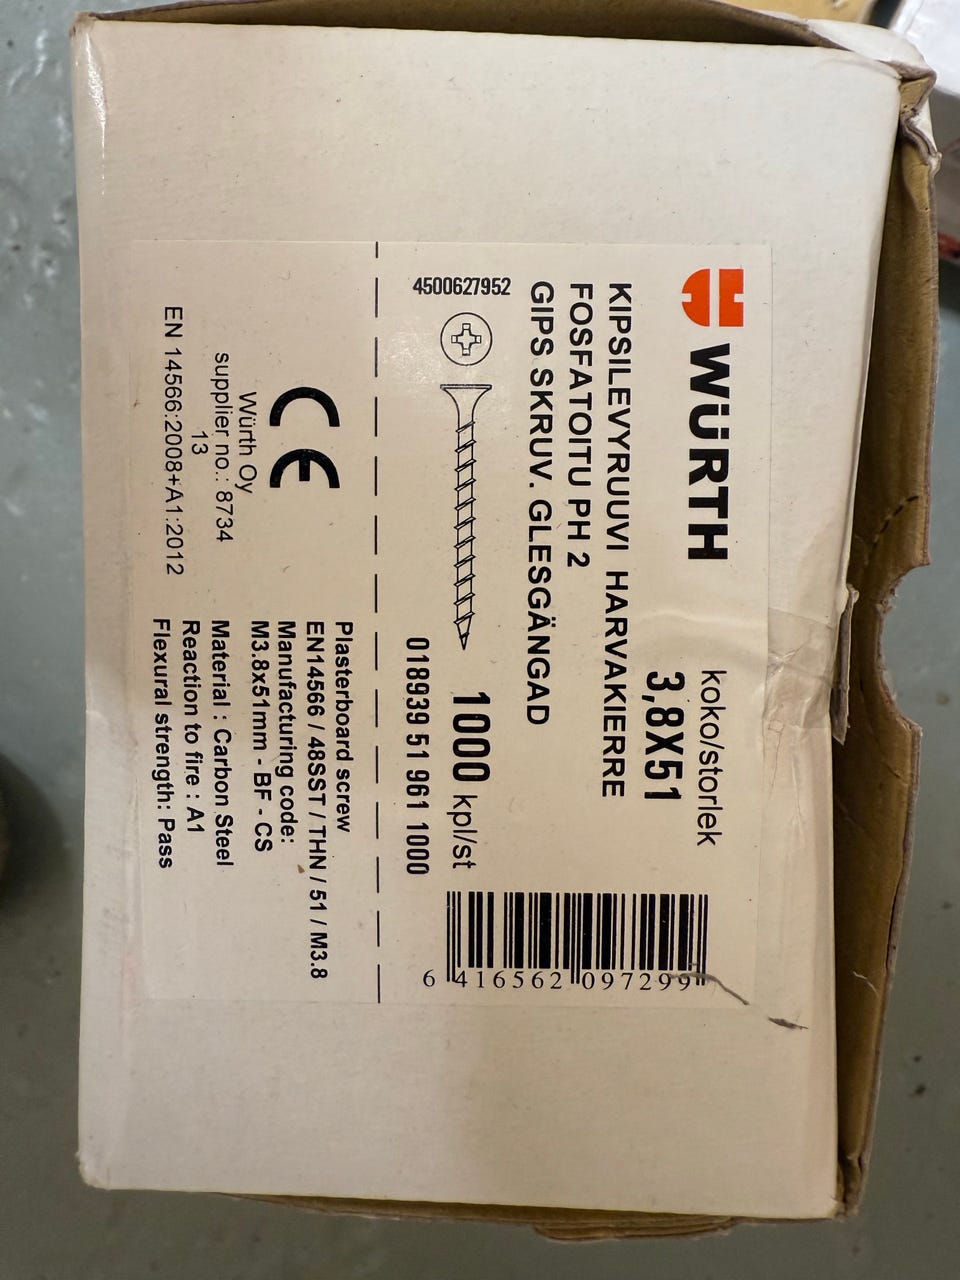 WÜRTH
koko/storlek
3,8X51
KIPSILEVYRUUVI HARVAKIERRE
FOSFATOITU PH 2
GIPS SKRUV. GLESGÄNGAD
4500627952
1000 kpl/st
018939 51 961 1000
6 416562 097299
CE
Würth Oy
supplier no.: 8734
13
EN 14566:2008+A1:2012
Plasterboard screw
EN14566 / 48SST / THN / 51 / M3.8
Manufacturing code:
M3.8x51mm - BF - CS
Material : Carbon Steel
Reaction to fire : A1
Flexural strength: Pass